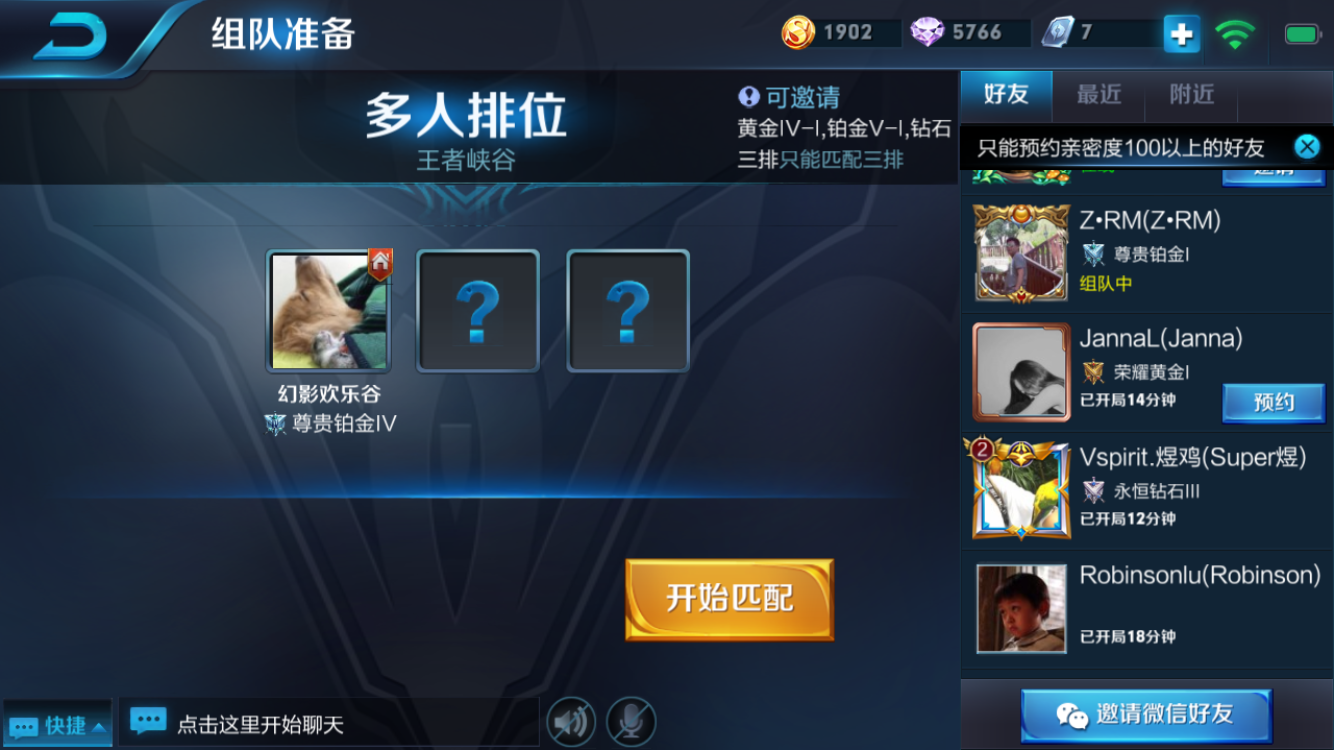 组队准备
1902
5766
7
多人排位
王者峡谷
可邀请
黄金IV-I,铂金V-I,钻石
三排只能匹配三排
幻影欢乐谷
尊贵铂金IV
开始匹配
快捷
点击这里开始聊天
好友
最近
附近
只能预约亲密度100以上的好友
Z•RM(Z•RM)
尊贵铂金I
组队中
JannaL(Janna)
荣耀黄金I
已开局14分钟
预约
2
Vspirit.煜鸡(Super煜)
永恒钻石III
已开局12分钟
Robinsonlu(Robinson)
已开局18分钟
邀请微信好友